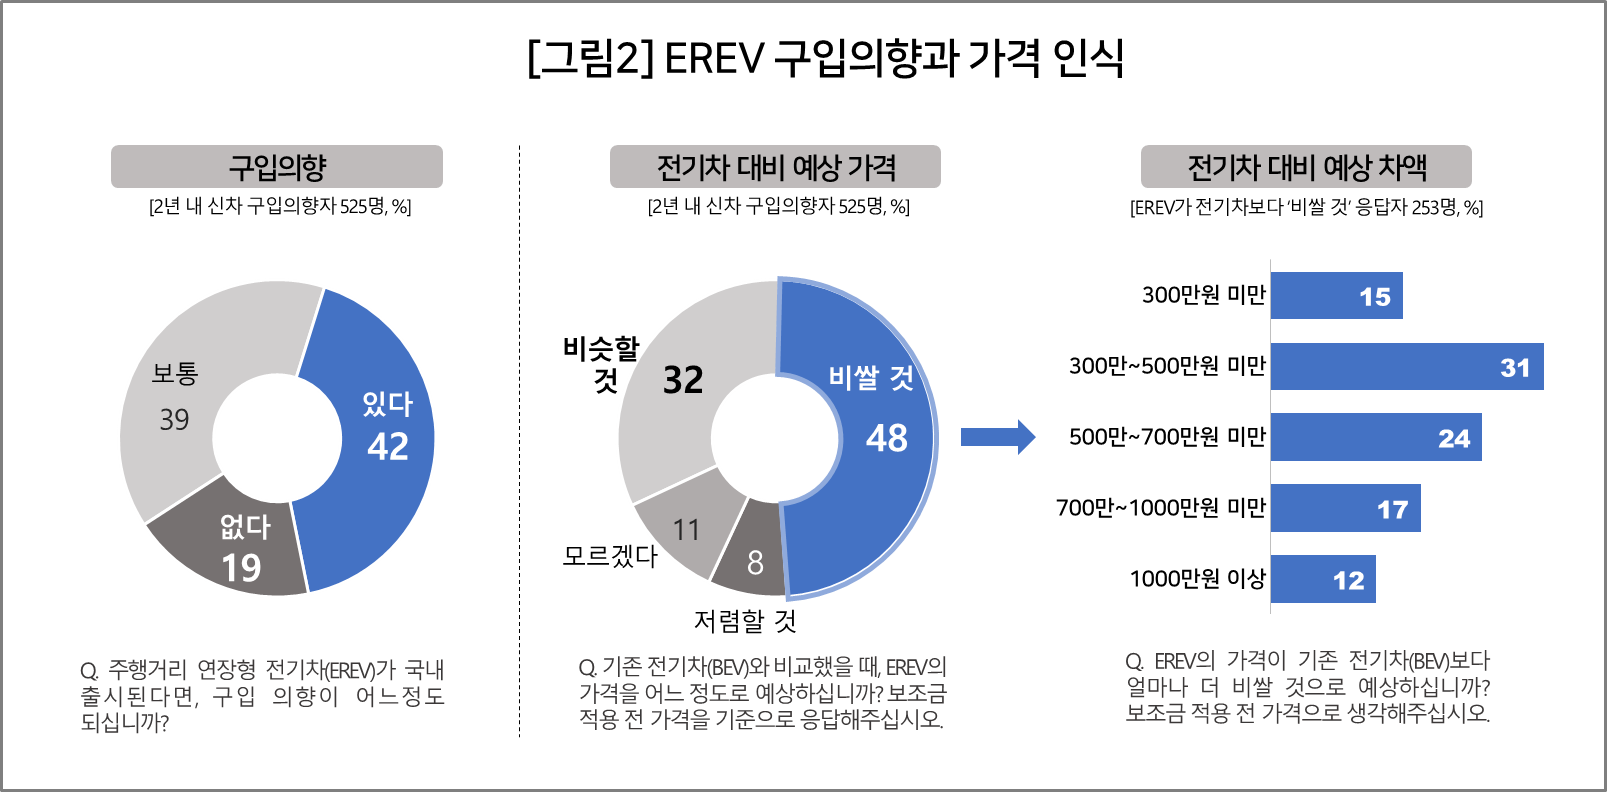 [그림2] EREV 구입의향과 가격 인식
구입의향
[2년 내 신차 구입의향자 525명, %]
보통
39
있다
42
없다
19
Q. 주행거리 연장형 전기차(EREV)가 국내
출시된다면, 구입 의향이 어느정도
되십니까?
전기차 대비 예상 가격
[2년 내 신차 구입의향자 525명, %]
비슷할
것
32
비쌀 것
48
11
모르겠다
8
저렴할 것
Q. 기존 전기차(BEV)와 비교했을 때, EREV의
가격을 어느 정도로 예상하십니까? 보조금
적용 전 가격을 기준으로 응답해주십시오.
전기차 대비 예상 차액
[EREV가 전기차보다 '비쌀 것' 응답자 253명, %]
300만원 미만 15
300만~500만원 미만 31
500만~700만원 미만 24
700만~1000만원 미만 17
1000만원 이상 12
Q. EREV의 가격이 기존 전기차(BEV)보다
얼마나 더 비쌀 것으로 예상하십니까?
보조금 적용 전 가격으로 생각해주십시오.